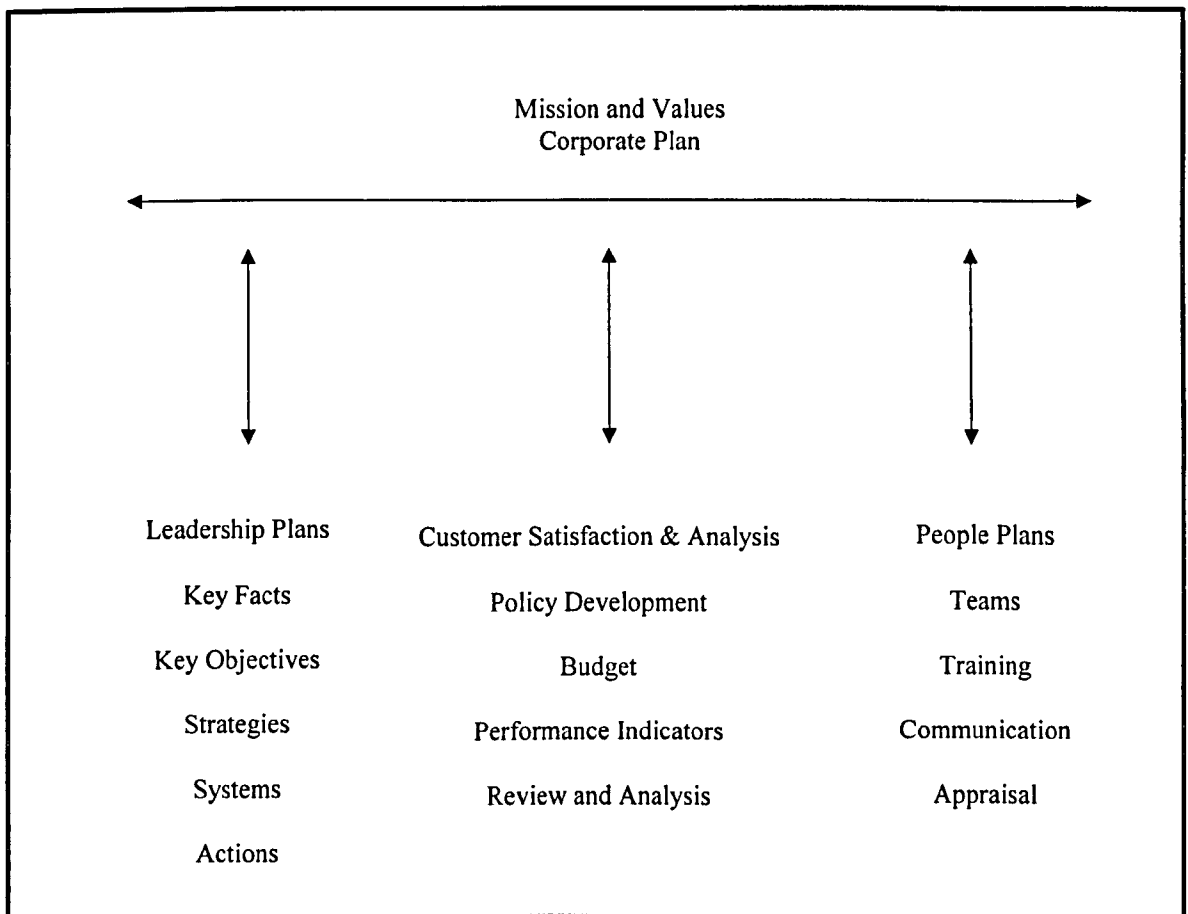 Mission and Values
Corporate Plan
Leadership Plans
Key Facts
Key Objectives
Strategies
Systems
Actions
Customer Satisfaction & Analysis
Policy Development
Budget
Performance Indicators
Review and Analysis
People Plans
Teams
Training
Communication
Appraisal